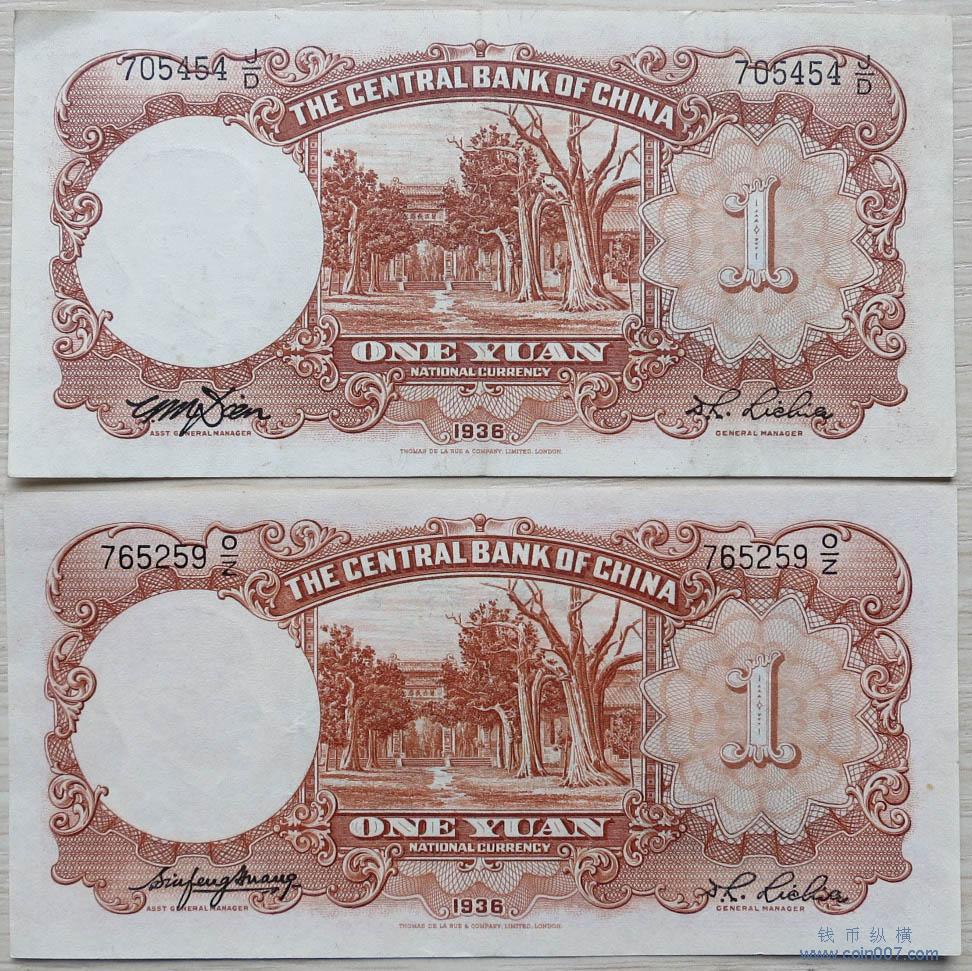 705454 J/D
705454 J/D
THE CENTRAL BANK OF CHINA
1
ONE YUAN
NATIONAL CURRENCY
ASST GENERAL MANAGER
GENERAL MANAGER
1936
THOMAS DE LA RUE & COMPANY, LIMITED, LONDON.
765259 O/Z
765259 O/Z
THE CENTRAL BANK OF CHINA
1
ONE YUAN
NATIONAL CURRENCY
ASST GENERAL MANAGER
GENERAL MANAGER
1936
THOMAS DE LA RUE & COMPANY, LIMITED, LONDON.
钱币纵横
www.coin007.com